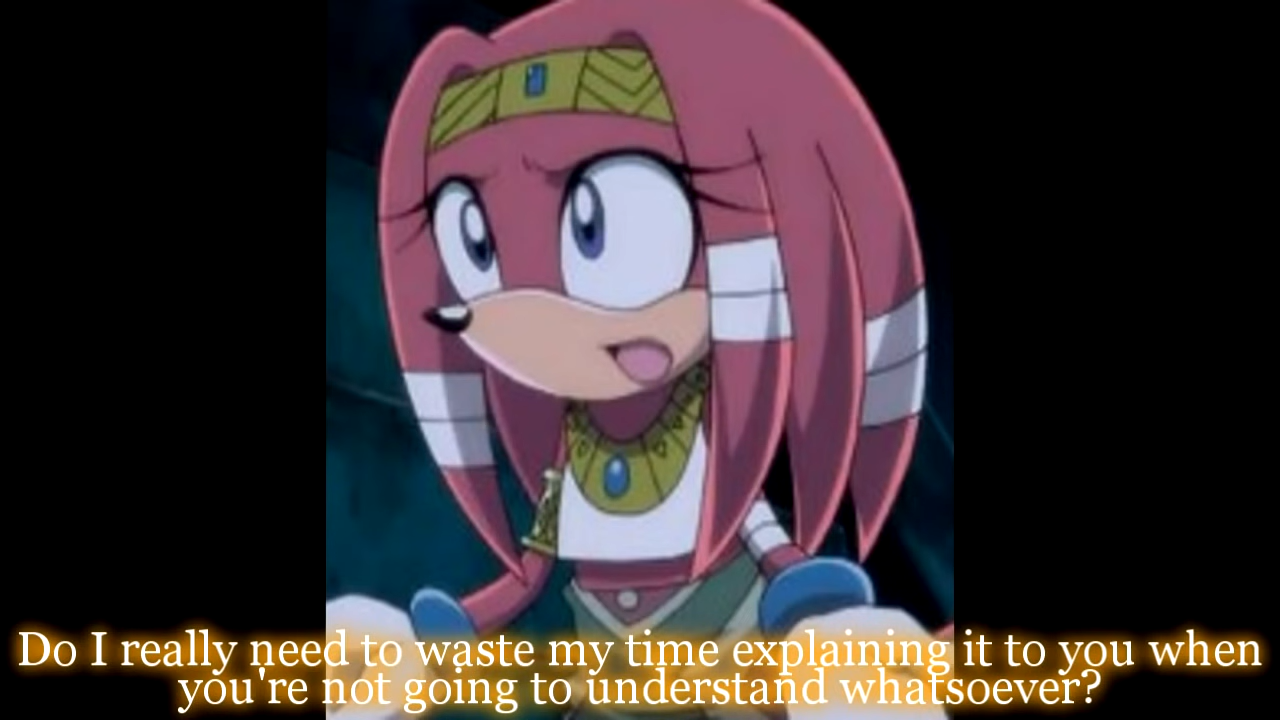 Do I really need to waste my time explaining it to you when
you're not going to understand whatsoever?